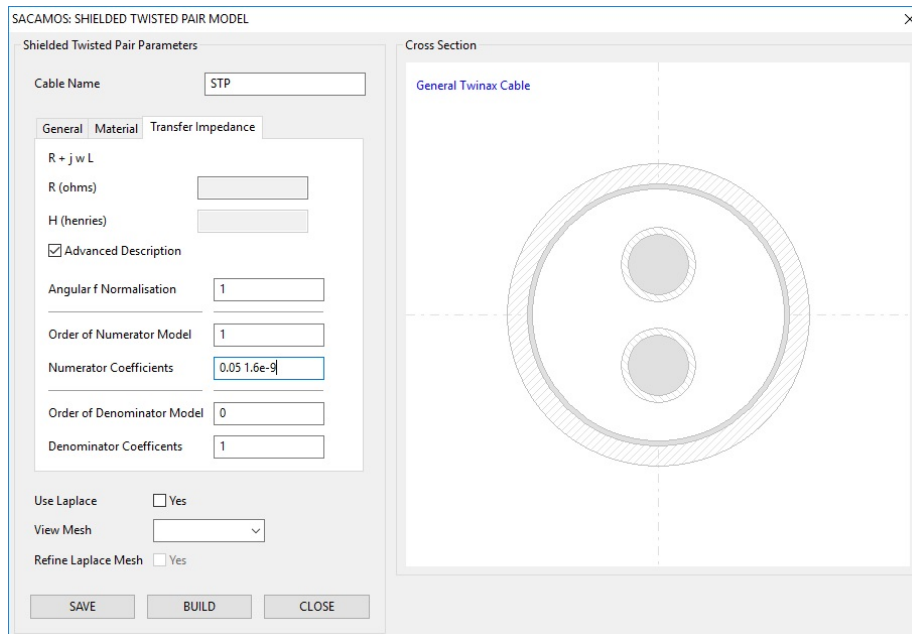 SACAMOS: SHIELDED TWISTED PAIR MODEL
Shielded Twisted Pair Parameters
Cable Name STP
General Material Transfer Impedance
R + j w L
R (ohms)
H (henries)
Advanced Description
Angular f Normalisation 1
Order of Numerator Model 1
Numerator Coefficients 0.05 1.6e-9
Order of Denominator Model 0
Denominator Coefficents 1
Use Laplace Yes
View Mesh
Refine Laplace Mesh Yes
SAVE BUILD CLOSE
Cross Section
General Twinax Cable